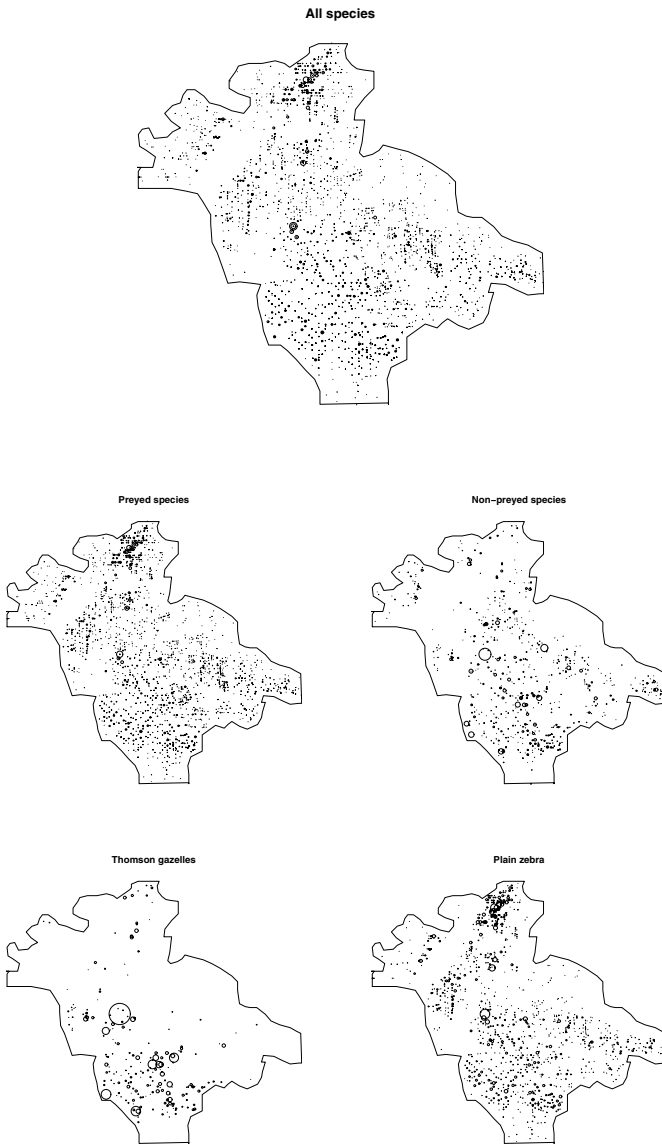 All species
Preyed species
Non−preyed species
Thomson gazelles
Plain zebra